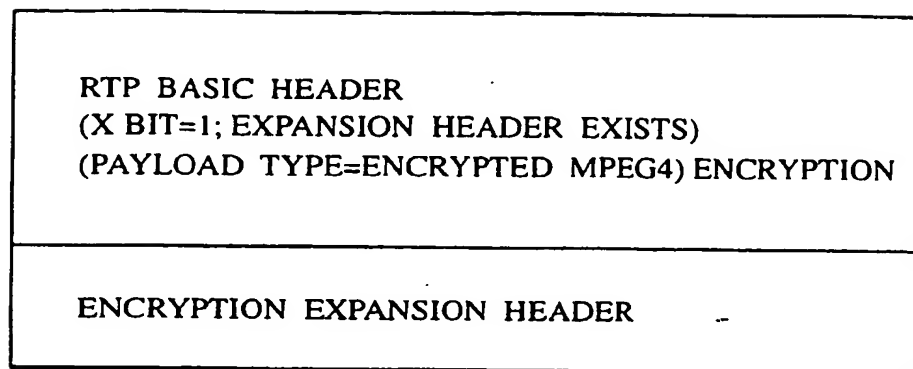 RTP BASIC HEADER
(X BIT=1; EXPANSION HEADER EXISTS)
(PAYLOAD TYPE=ENCRYPTED MPEG4) ENCRYPTION
ENCRYPTION EXPANSION HEADER